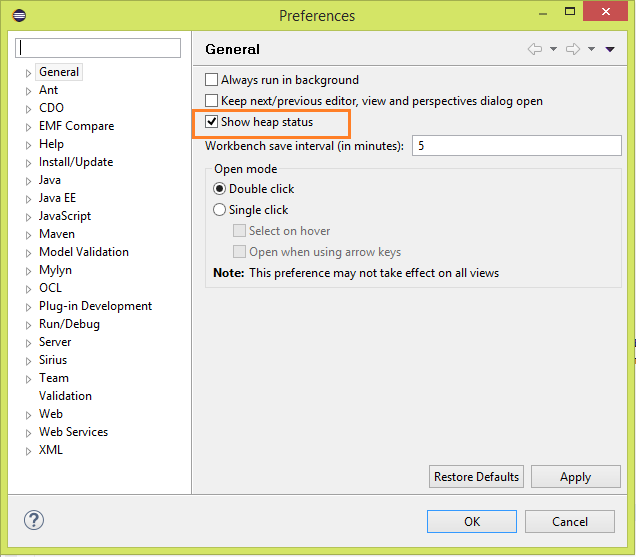 Preferences
General
Always run in background
Keep next/previous editor, view and perspectives dialog open
Show heap status
Workbench save interval (in minutes): 5
Open mode
Double click
Single click
Select on hover
Open when using arrow keys
Note: This preference may not take effect on all views
General
Ant
CDO
EMF Compare
Help
Install/Update
Java
Java EE
JavaScript
Maven
Model Validation
Mylyn
OCL
Plug-in Development
Run/Debug
Server
Sirius
Team
Validation
Web
Web Services
XML
Restore Defaults Apply
? OK Cancel